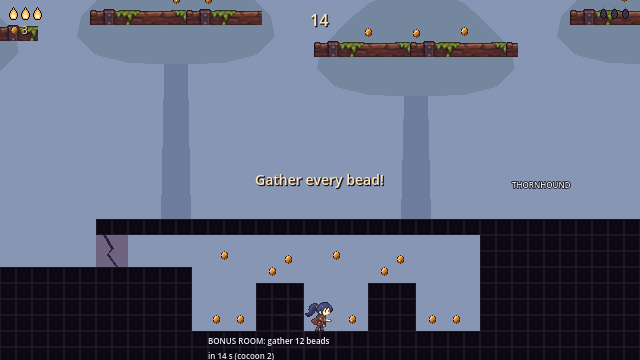 14
3
Gather every bead!
THORNHOUND
BONUS ROOM: gather 12 beads
in 14 s (cocoon 2)